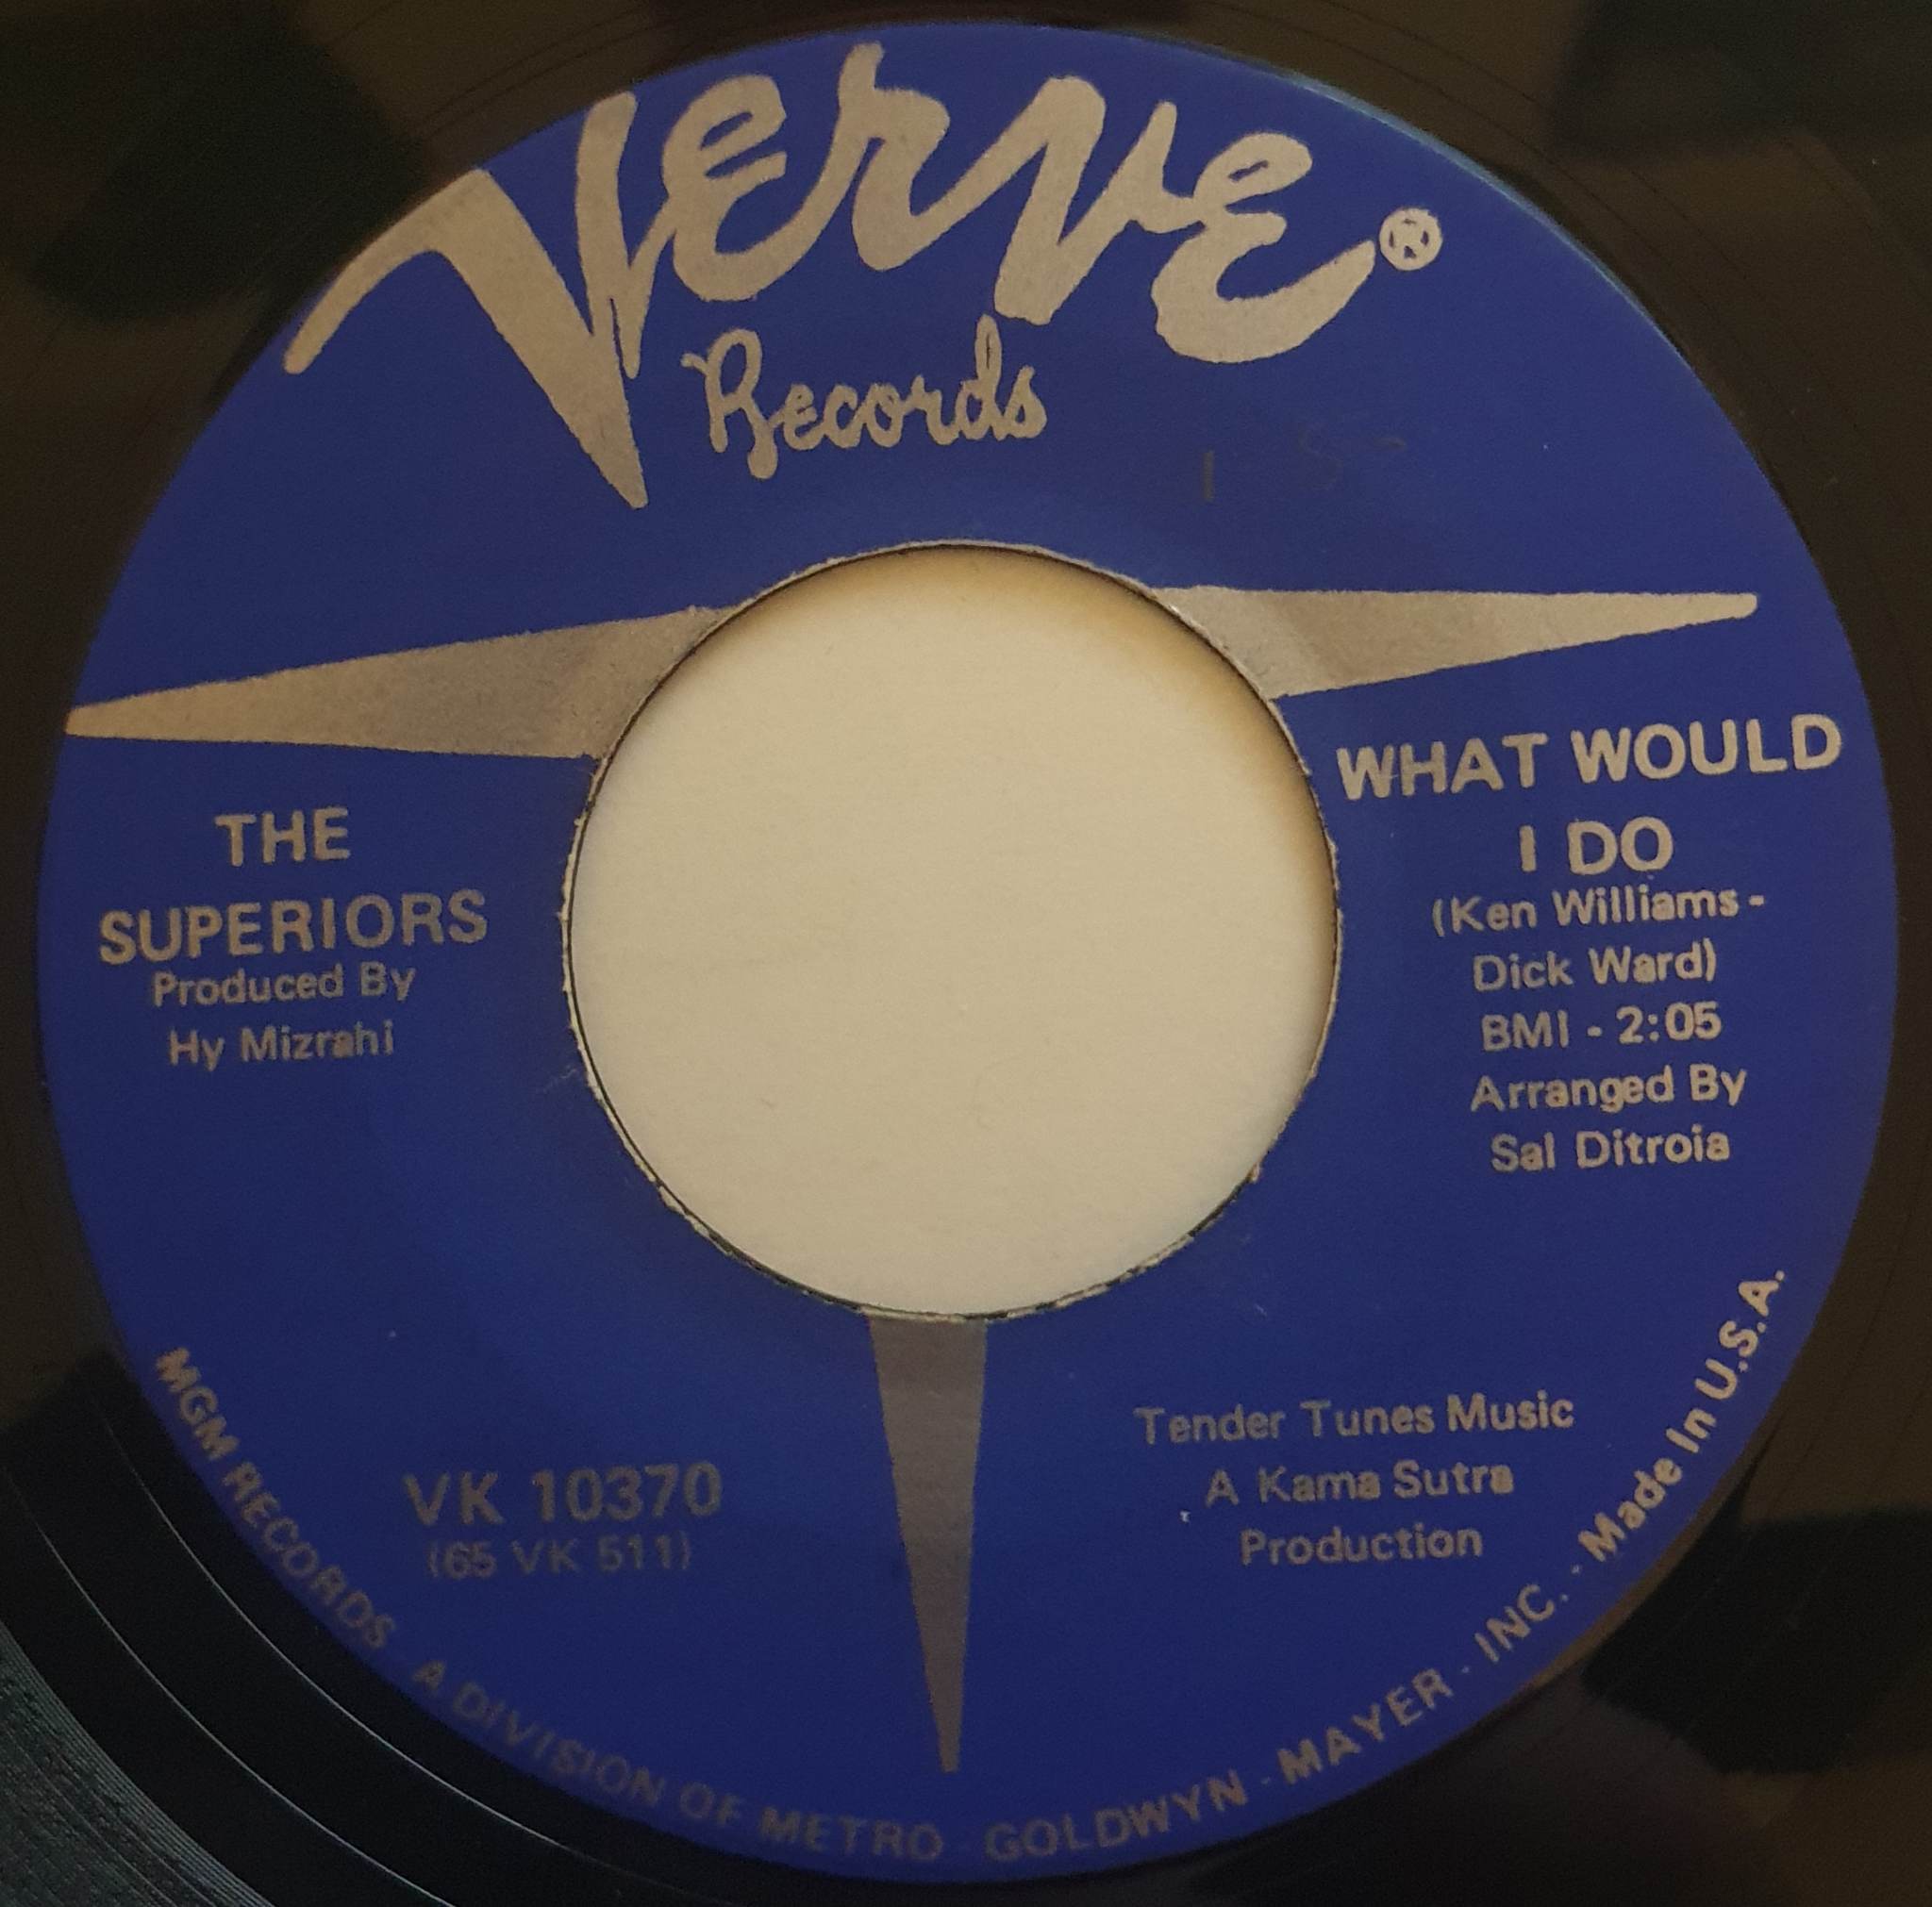 Verve®
Records
THE
SUPERIORS
Produced By
Hy Mizrahi
WHAT WOULD
I DO
(Ken Williams-
Dick Ward)
BMI - 2:05
Arranged By
Sal Ditroia
VK 10370
(65 VK 511)
Tender Tunes Music
A Kama Sutra
Production
MGM RECORDS A DIVISION OF METRO GOLDWYN - MAYER - INC. - Made In U.S.A.